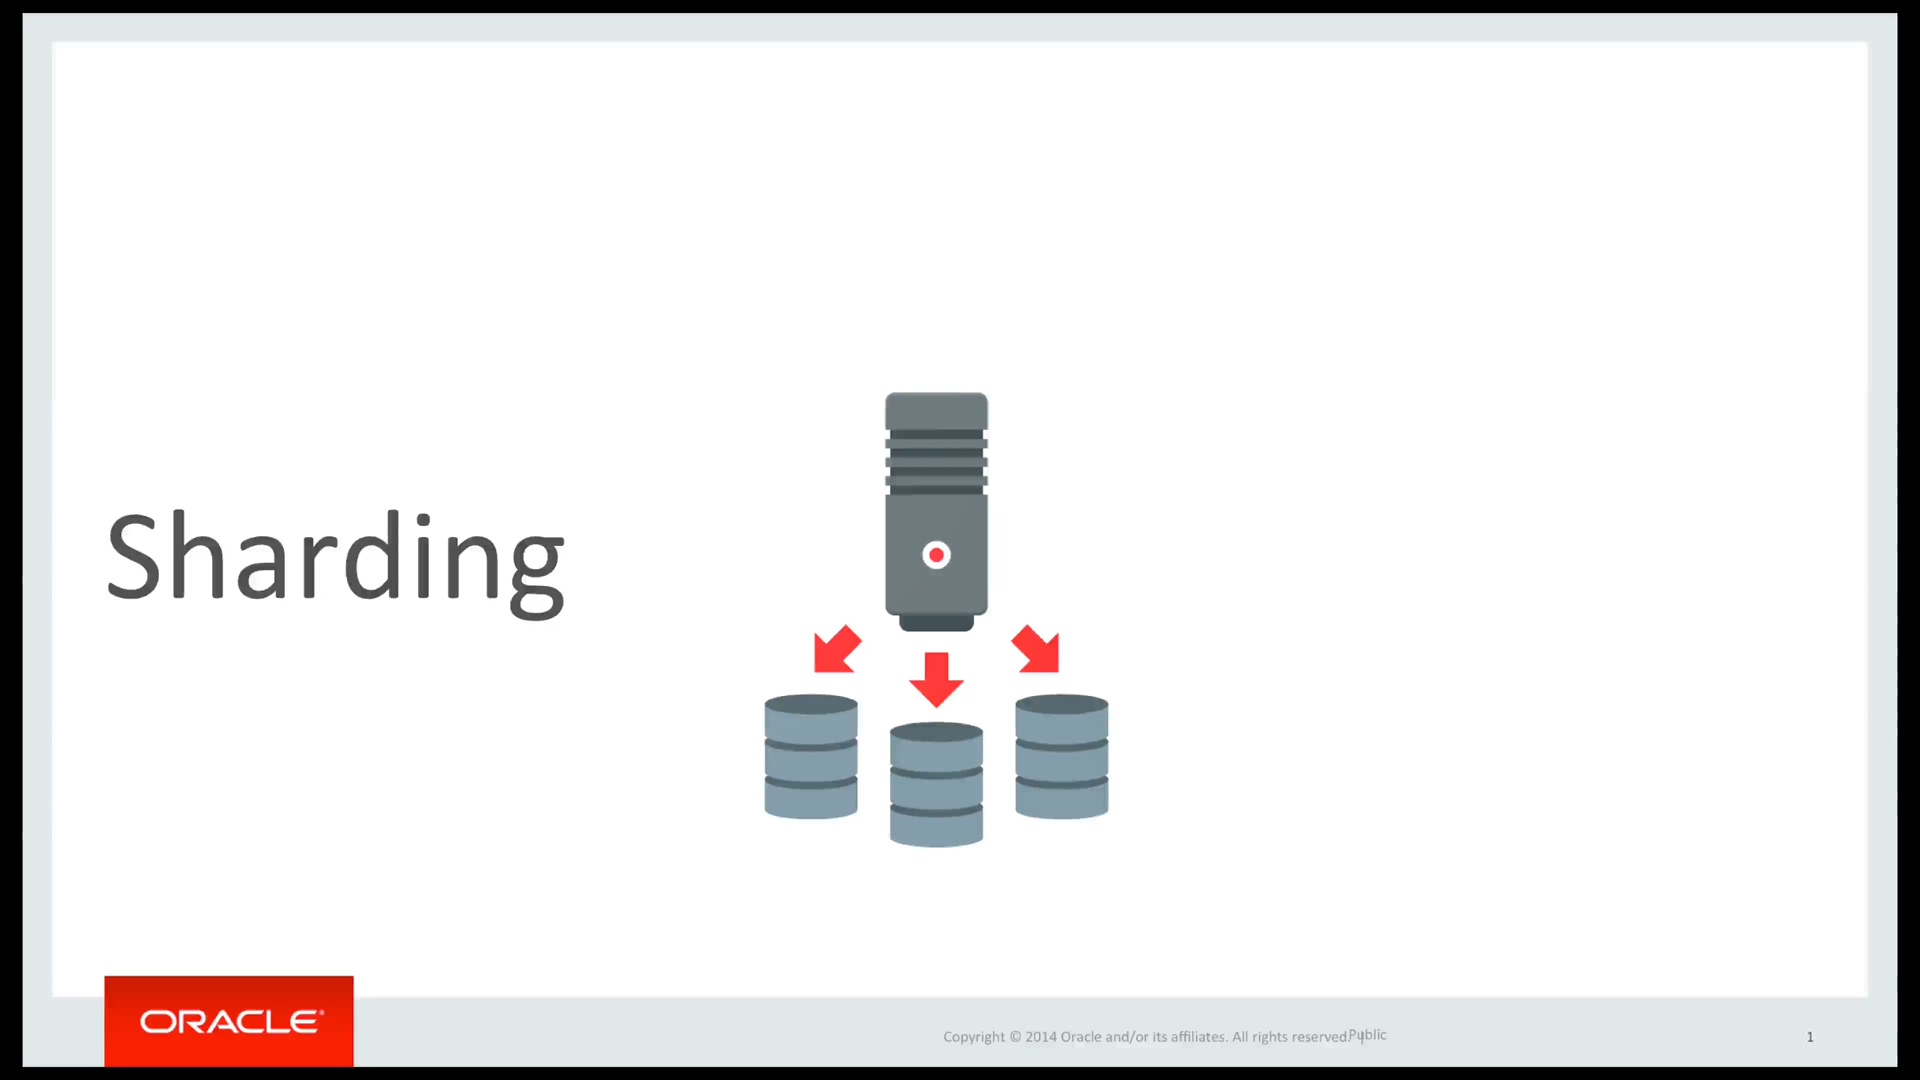 Sharding
ORACLE®
Copyright © 2014 Oracle and/or its affiliates. All rights reserved. | Public
1